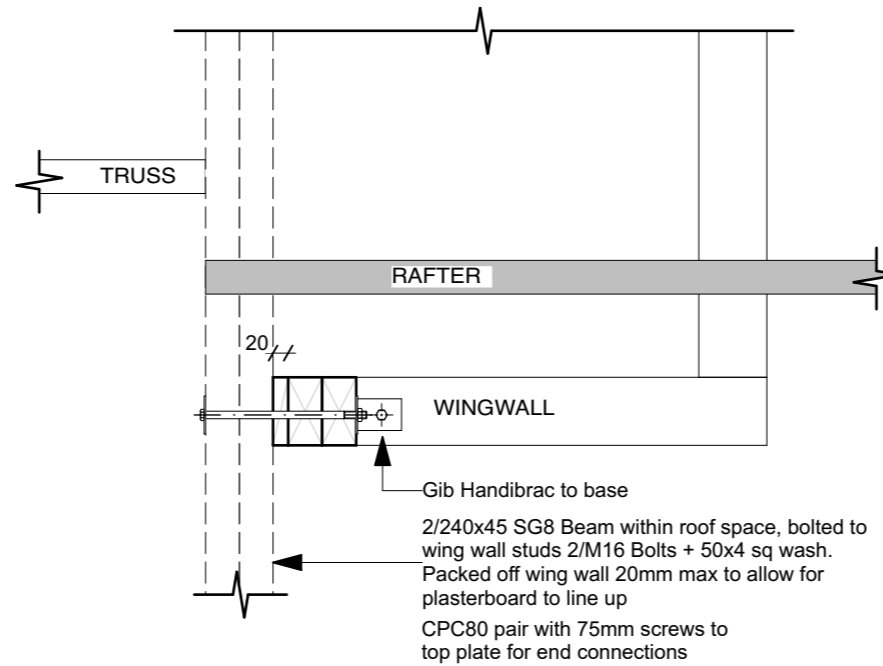 TRUSS
RAFTER
20
WINGWALL
Gib Handibrac to base
2/240x45 SG8 Beam within roof space, bolted to
wing wall studs 2/M16 Bolts + 50x4 sq wash.
Packed off wing wall 20mm max to allow for
plasterboard to line up
CPC80 pair with 75mm screws to
top plate for end connections